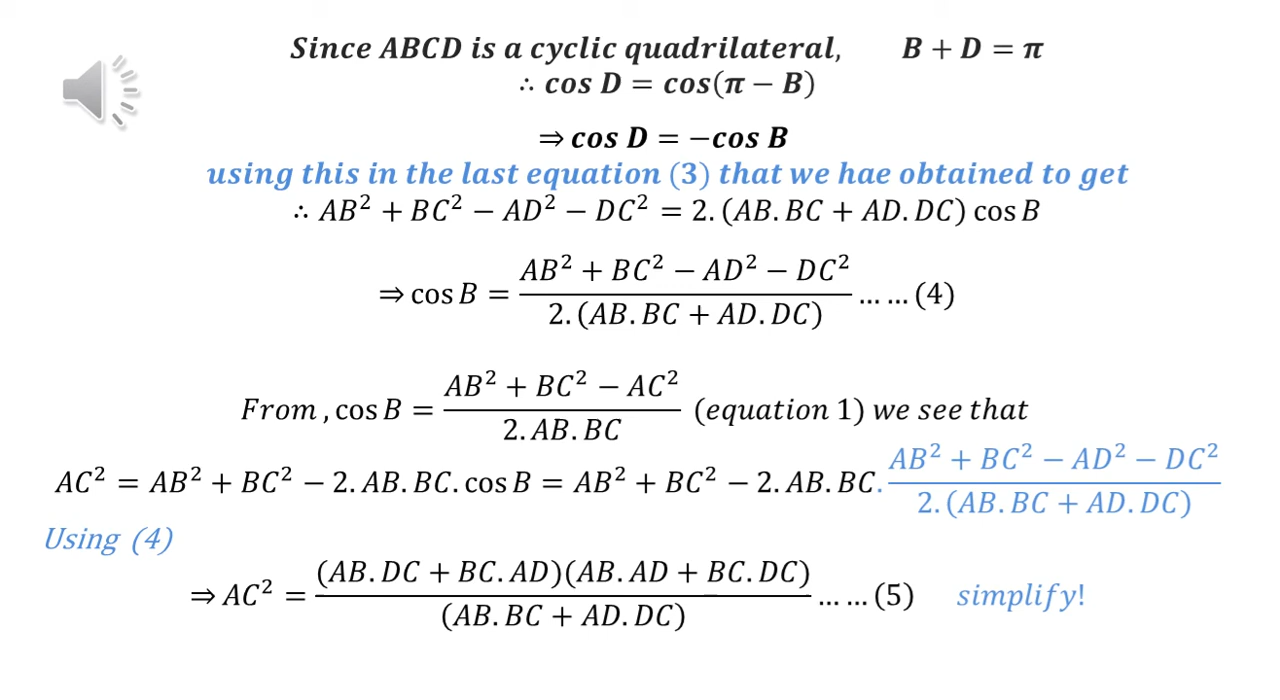 Since ABCD is a cyclic quadrilateral, B + D = π
∴ cos D = cos(π − B)
⇒ cos D = −cos B
using this in the last equation (3) that we hae obtained to get
∴ AB² + BC² − AD² − DC² = 2.(AB.BC + AD.DC) cos B
⇒ cos B = (AB² + BC² − AD² − DC²) / (2.(AB.BC + AD.DC)) … … (4)
From , cos B = (AB² + BC² − AC²) / (2.AB.BC) (equation 1) we see that
AC² = AB² + BC² − 2.AB.BC.cos B = AB² + BC² − 2.AB.BC. (AB² + BC² − AD² − DC²) / (2.(AB.BC + AD.DC))
Using (4)
⇒ AC² = (AB.DC + BC.AD)(AB.AD + BC.DC) / (AB.BC + AD.DC) … … (5) simplify!